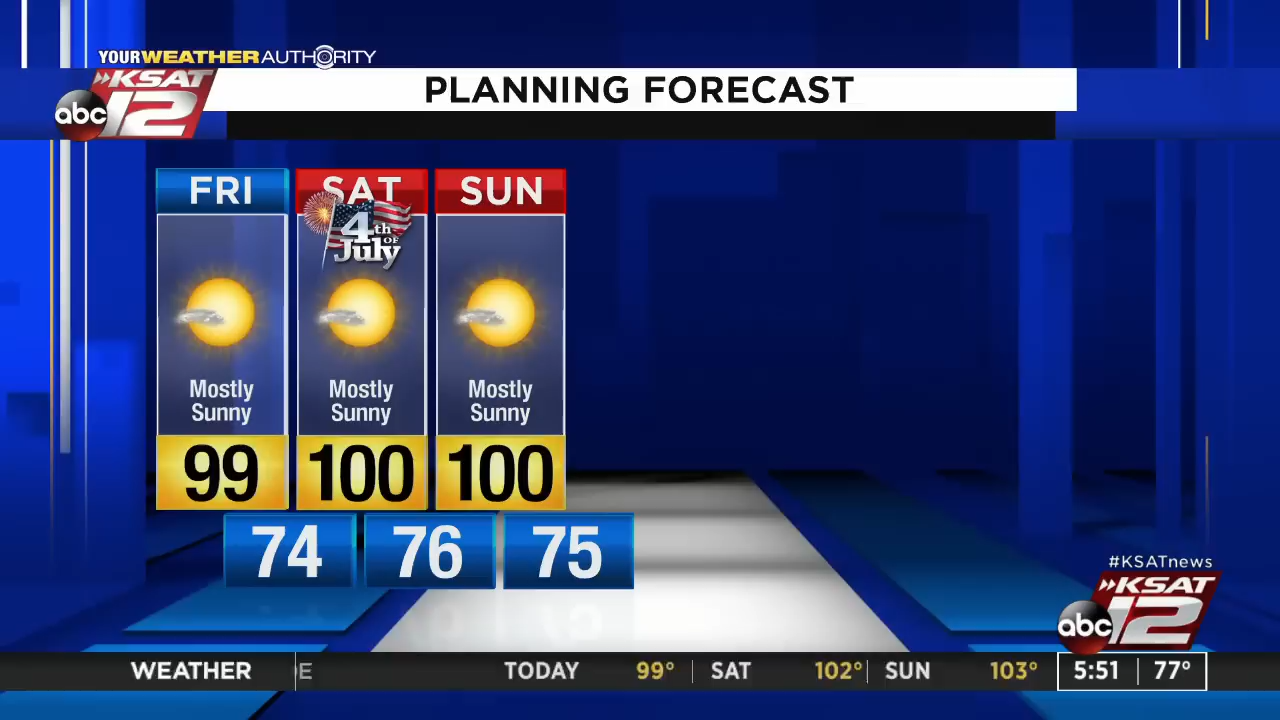 YOURWEATHERAUTHORITY
KSAT
abc 12
PLANNING FORECAST
FRI SAT SUN
4th
OF
July
Mostly Mostly Mostly
Sunny Sunny Sunny
99 100 100
74 76 75
#KSATnews
KSAT
abc 12
WEATHER TODAY 99° SAT 102° SUN 103° 5:51 77°